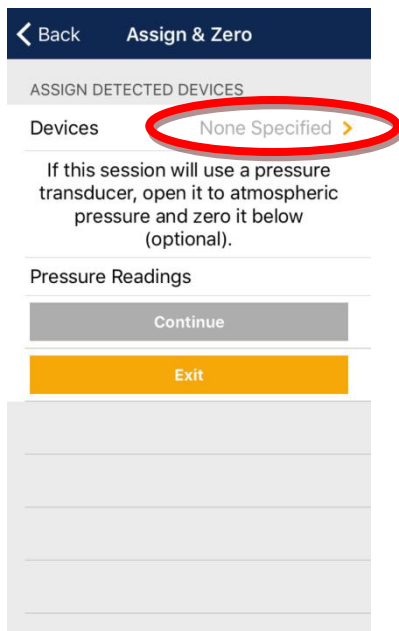 Back Assign & Zero
ASSIGN DETECTED DEVICES
Devices None Specified
If this session will use a pressure
transducer, open it to atmospheric
pressure and zero it below
(optional).
Pressure Readings
Continue
Exit